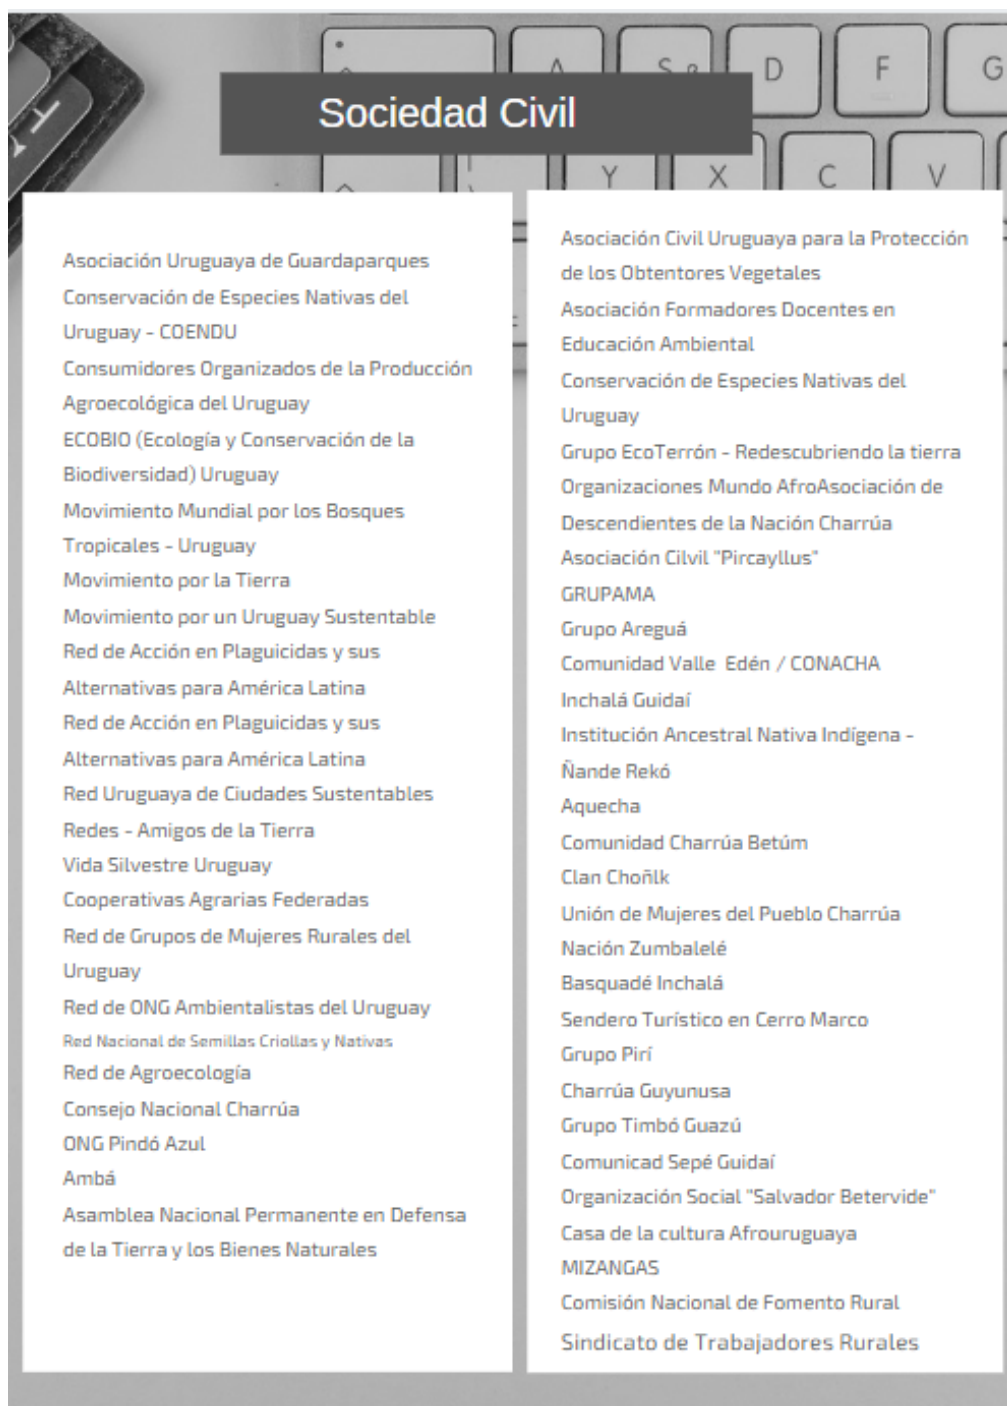 A
S
D
F
G
Sociedad Civil
Y
X
C
V
Asociación Uruguaya de Guardaparques
Conservación de Especies Nativas del
Uruguay - COENDU
Consumidores Organizados de la Producción
Agroecológica del Uruguay
ECOBIO (Ecología y Conservación de la
Biodiversidad) Uruguay
Movimiento Mundial por los Bosques
Tropicales - Uruguay
Movimiento por la Tierra
Movimiento por un Uruguay Sustentable
Red de Acción en Plaguicidas y sus
Alternativas para América Latina
Red de Acción en Plaguicidas y sus
Alternativas para América Latina
Red Uruguaya de Ciudades Sustentables
Redes - Amigos de la Tierra
Vida Silvestre Uruguay
Cooperativas Agrarias Federadas
Red de Grupos de Mujeres Rurales del
Uruguay
Red de ONG Ambientalistas del Uruguay
Red Nacional de Semillas Criollas y Nativas
Red de Agroecología
Consejo Nacional Charrúa
ONG Pindó Azul
Ambá
Asamblea Nacional Permanente en Defensa
de la Tierra y los Bienes Naturales
Asociación Civil Uruguaya para la Protección
de los Obtentores Vegetales
Asociación Formadores Docentes en
Educación Ambiental
Conservación de Especies Nativas del
Uruguay
Grupo EcoTerrón - Redescubriendo la tierra
Organizaciones Mundo AfroAsociación de
Descendientes de la Nación Charrúa
Asociación Cilvil "Pircayllus"
GRUPAMA
Grupo Areguá
Comunidad Valle Edén / CONACHA
Inchalá Guidaí
Institución Ancestral Nativa Indígena -
Ñande Rekó
Aquecha
Comunidad Charrúa Betúm
Clan Choñlk
Unión de Mujeres del Pueblo Charrúa
Nación Zumbalelé
Basquadé Inchalá
Sendero Turístico en Cerro Marco
Grupo Pirí
Charrúa Guyunusa
Grupo Timbó Guazú
Comunicad Sepé Guidaí
Organización Social "Salvador Betervide"
Casa de la cultura Afrouruguaya
MIZANGAS
Comisión Nacional de Fomento Rural
Sindicato de Trabajadores Rurales